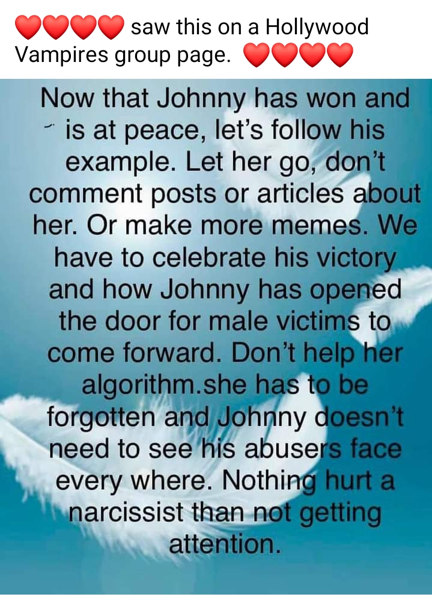 ❤️❤️❤️❤️ saw this on a Hollywood
Vampires group page. ❤️❤️❤️❤️
Now that Johnny has won and
is at peace, let's follow his
example. Let her go, don't
comment posts or articles about
her. Or make more memes. We
have to celebrate his victory
and how Johnny has opened
the door for male victims to
come forward. Don't help her
algorithm.she has to be
forgotten and Johnny doesn't
need to see his abusers face
every where. Nothing hurt a
narcissist than not getting
attention.